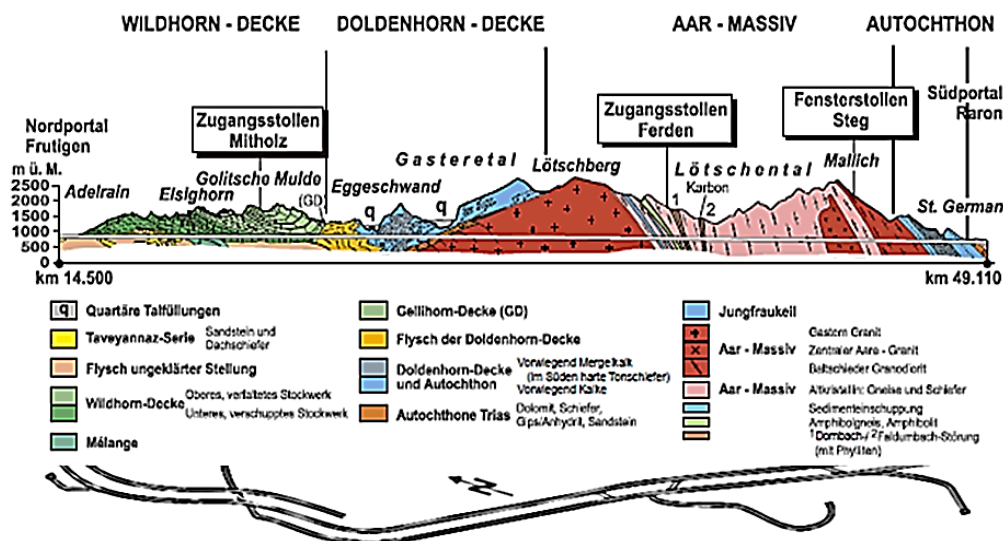 WILDHORN - DECKE
DOLDENHORN - DECKE
AAR - MASSIV
AUTOCHTHON
Nordportal
Frutigen
Zugangsstollen
Mitholz
Zugangsstollen
Ferden
Fensterstollen
Steg
Südportal
Raron
m ü. M.
2500
2000
1500
1000
500
0
Adelrain
Elsighorn
Golitsche Mulde
(GD)
Eggeschwand
q
q
Gasteretal
Lötschberg
Lötschental
1
Karbon
2
Mallich
St. German
km 14.500
km 49.110
q Quartäre Talfüllungen
Taveyannaz-Serie
Sandstein und
Dachschiefer
Flysch ungeklärter Stellung
Wildhorn-Decke
Oberes, verfaltetes Stockwerk
Unteres, verschupptes Stockwerk
Mélange
Gellihorn-Decke (GD)
Flysch der Doldenhorn-Decke
Doldenhorn-Decke
und Autochthon
Vorwiegend Mergelkalk
(im Süden harte Tonschiefer)
Vorwiegend Kalke
Autochthone Trias
Dolomit, Schiefer,
Gips/Anhydrit, Sandstein
Jungfraukeil
Aar - Massiv
Gastern Granit
Zentraler Aare - Granit
Baltschieder Granodiorit
Aar - Massiv
Altkristallin: Gneise und Schiefer
Sedimenteinschuppung
Amphibolgneis, Amphibolit
1Dornbach-/ 2Faldumbach-Störung
(mit Phylliten)
N